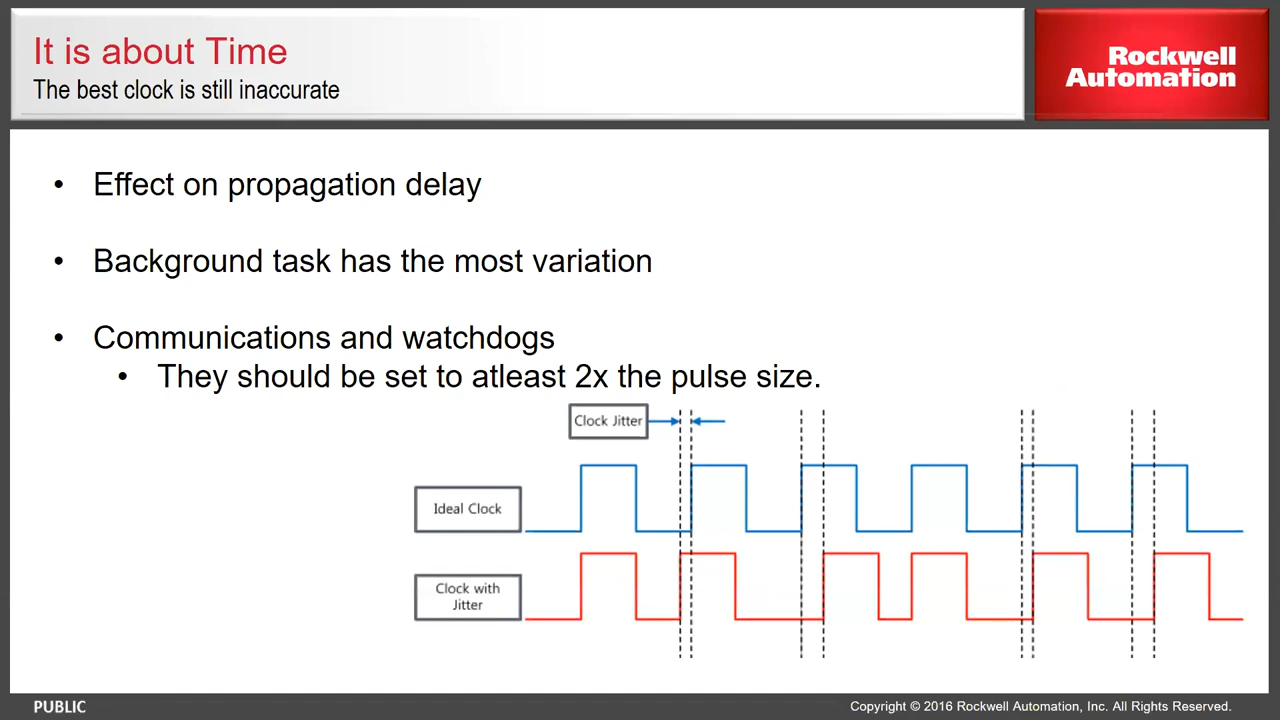 It is about Time
The best clock is still inaccurate
Rockwell
Automation
• Effect on propagation delay
• Background task has the most variation
• Communications and watchdogs
• They should be set to atleast 2x the pulse size.
Clock Jitter
Ideal Clock
Clock with
Jitter
PUBLIC
Copyright © 2016 Rockwell Automation, Inc. All Rights Reserved.